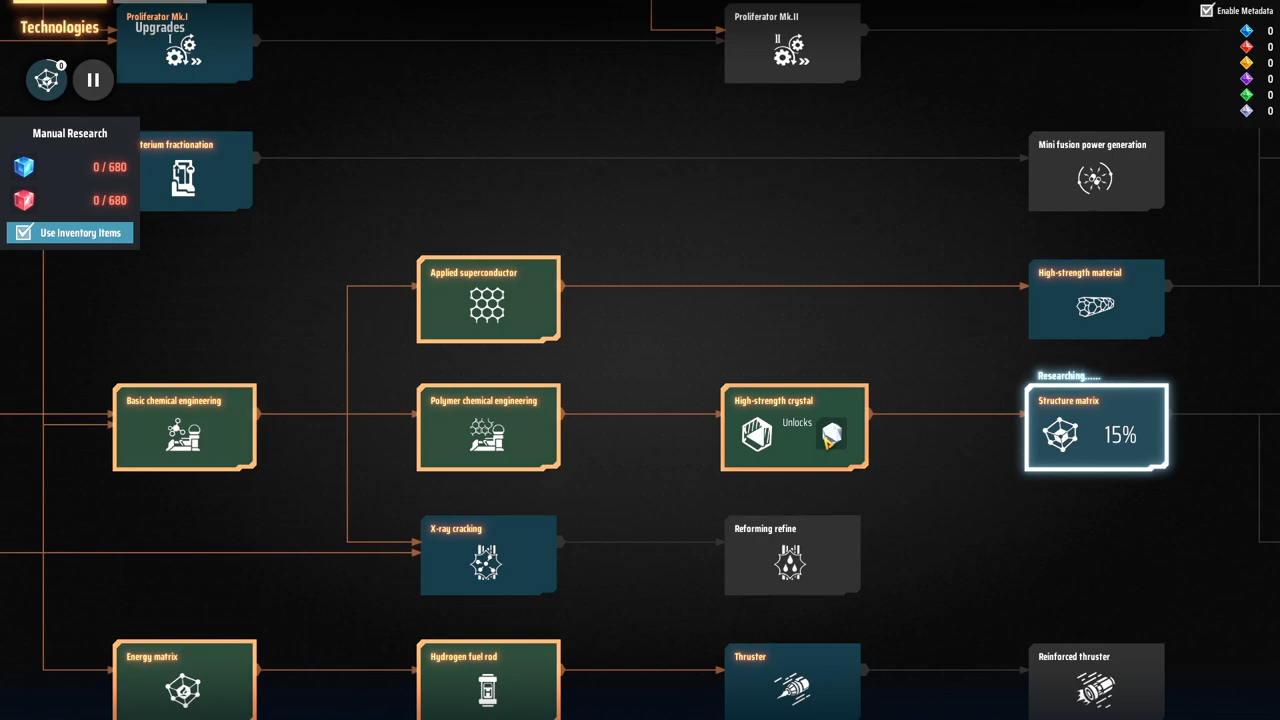 Technologies
Upgrades
Proliferator Mk.I
I
Proliferator Mk.II
II
Enable Metadata
0
0
0
0
0
0
0
Manual Research
0 / 680
0 / 680
Use Inventory Items
terium fractionation
Mini fusion power generation
Applied superconductor
High-strength material
Researching......
Basic chemical engineering
Polymer chemical engineering
High-strength crystal
Unlocks
Structure matrix
15%
X-ray cracking
Reforming refine
Energy matrix
Hydrogen fuel rod
Thruster
Reinforced thruster